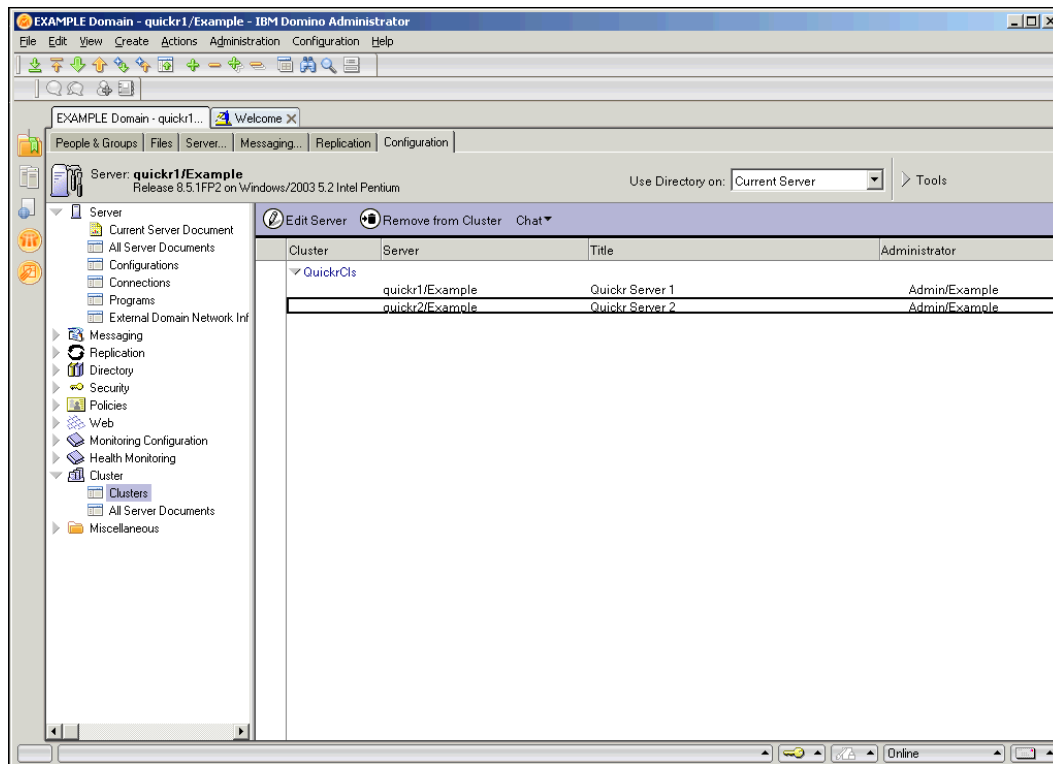 EXAMPLE Domain - quickr1/Example - IBM Domino Administrator
File Edit View Create Actions Administration Configuration Help
EXAMPLE Domain - quickr1... Welcome
People & Groups Files Server... Messaging... Replication Configuration
Server: quickr1/Example
Release 8.5.1FP2 on Windows/2003 5.2 Intel Pentium
Use Directory on: Current Server Tools
Server
Current Server Document
All Server Documents
Configurations
Connections
Programs
External Domain Network Inf
Messaging
Replication
Directory
Security
Policies
Web
Monitoring Configuration
Health Monitoring
Cluster
Clusters
All Server Documents
Miscellaneous
Edit Server Remove from Cluster Chat
Cluster Server Title Administrator
QuickrCls
quickr1/Example Quickr Server 1 Admin/Example
quickr2/Example Quickr Server 2 Admin/Example
Online